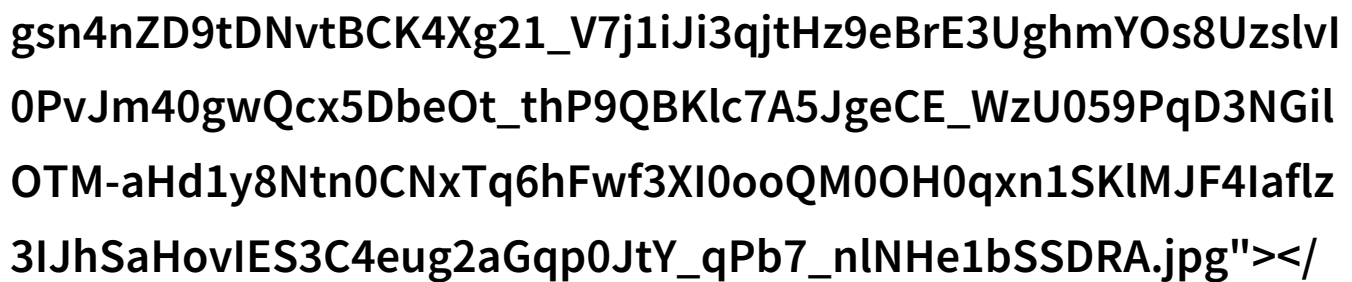 gsn4nZD9tDNvtBCK4Xg21_V7j1iJi3qjtHz9eBrE3UghmYOs8UzslvI
0PvJm40gwQcx5DbeOt_thP9QBKlc7A5JgeCE_WzU059PqD3NGil
OTM-aHd1y8Ntn0CNxTq6hFwf3XI0ooQM0OH0qxn1SKlMJF4Iaflz
3IJhSaHovIES3C4eug2aGqp0JtY_qPb7_nlNHe1bSSDRA.jpg"></